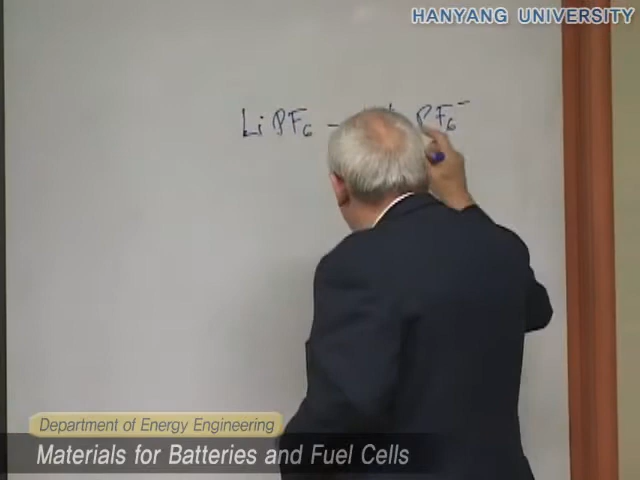 HANYANG UNIVERSITY
LiPF₆ – PF₆⁻
Department of Energy Engineering
Materials for Batteries and Fuel Cells